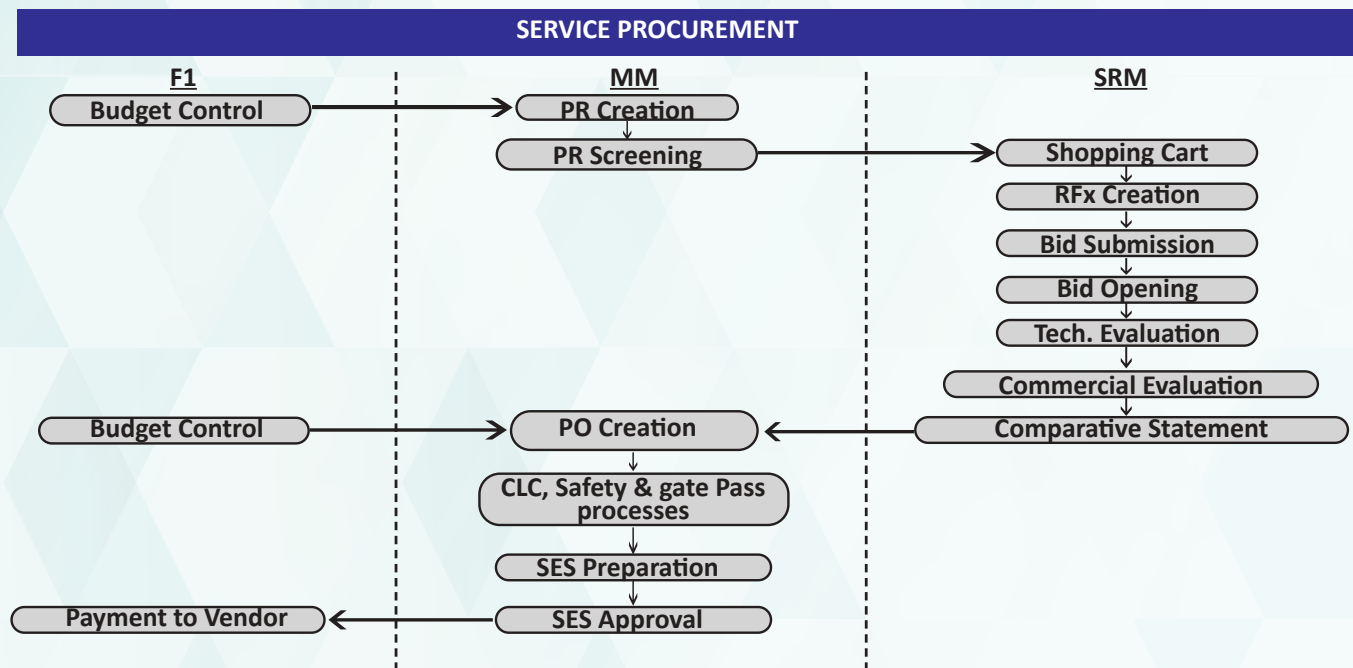 SERVICE PROCUREMENT
F1
MM
SRM
Budget Control
PR Creation
PR Screening
Shopping Cart
RFx Creation
Bid Submission
Bid Opening
Tech. Evaluation
Commercial Evaluation
Budget Control
PO Creation
Comparative Statement
CLC, Safety & gate Pass
processes
SES Preparation
Payment to Vendor
SES Approval